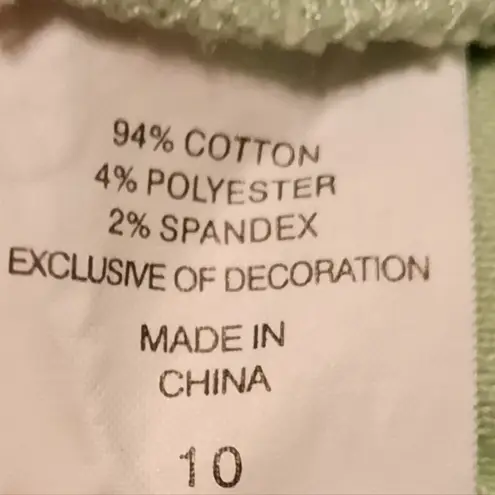 94% COTTON
4% POLYESTER
2% SPANDEX
EXCLUSIVE OF DECORATION
MADE IN
CHINA
10